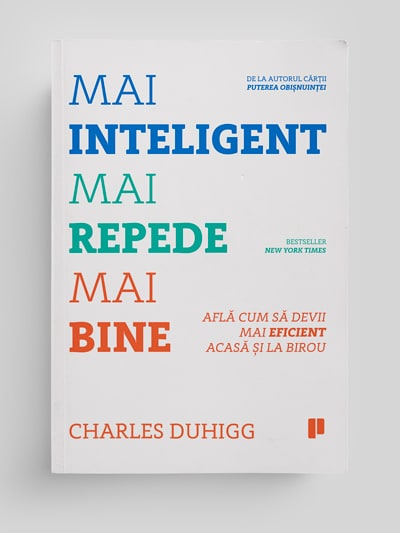 MAI
DE LA AUTORUL CĂRȚII
PUTEREA OBIȘNUINȚEI
INTELIGENT
MAI
REPEDE
BESTSELLER
NEW YORK TIMES
MAI
AFLĂ CUM SĂ DEVII
MAI EFICIENT
BINE
ACASĂ ȘI LA BIROU
CHARLES DUHIGG